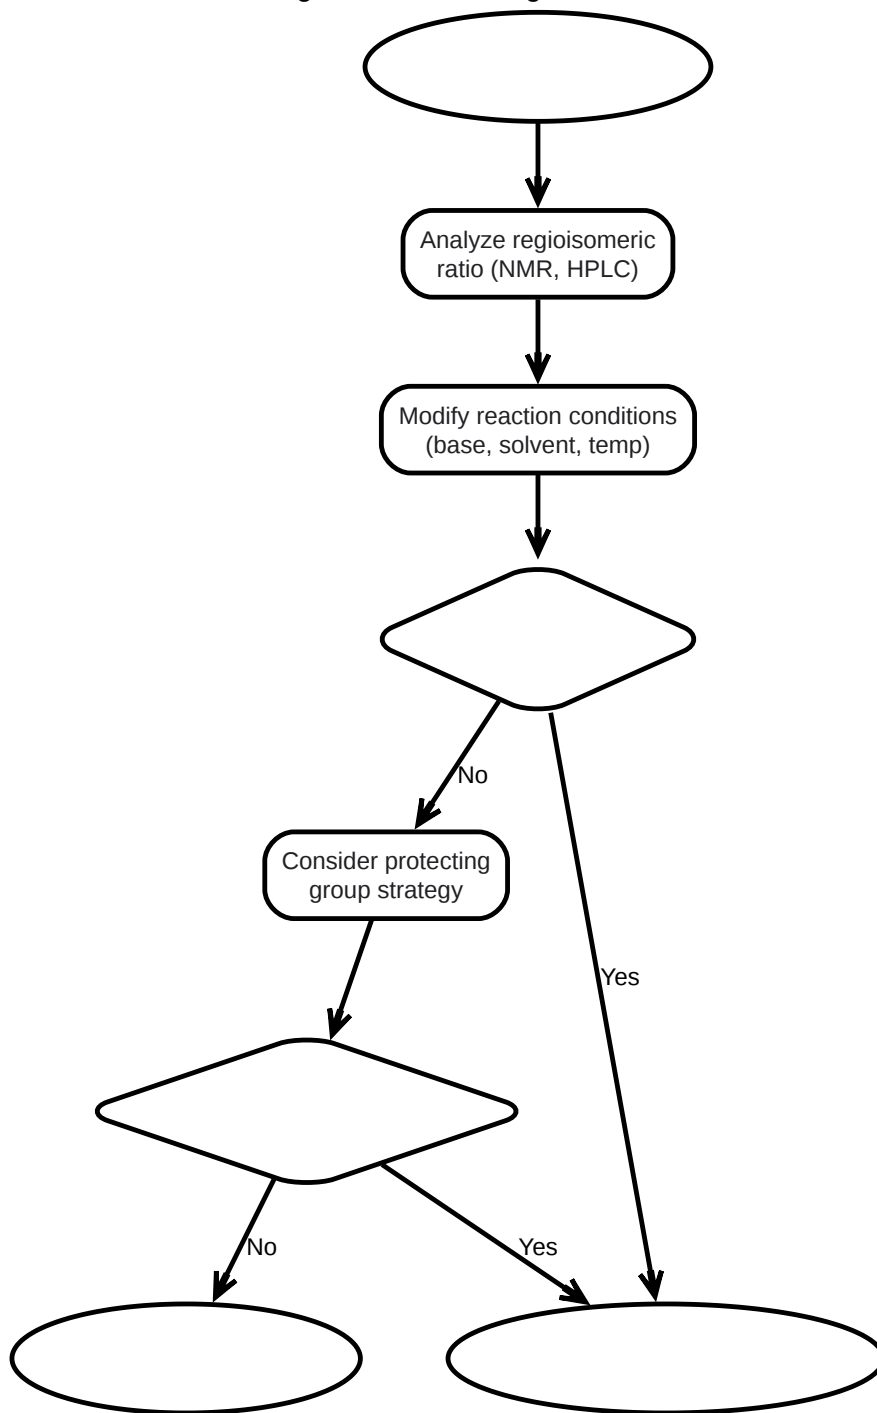 Analyze regioisomeric
ratio (NMR, HPLC)
Modify reaction conditions
(base, solvent, temp)
No
Consider protecting
group strategy
Yes
No
Yes